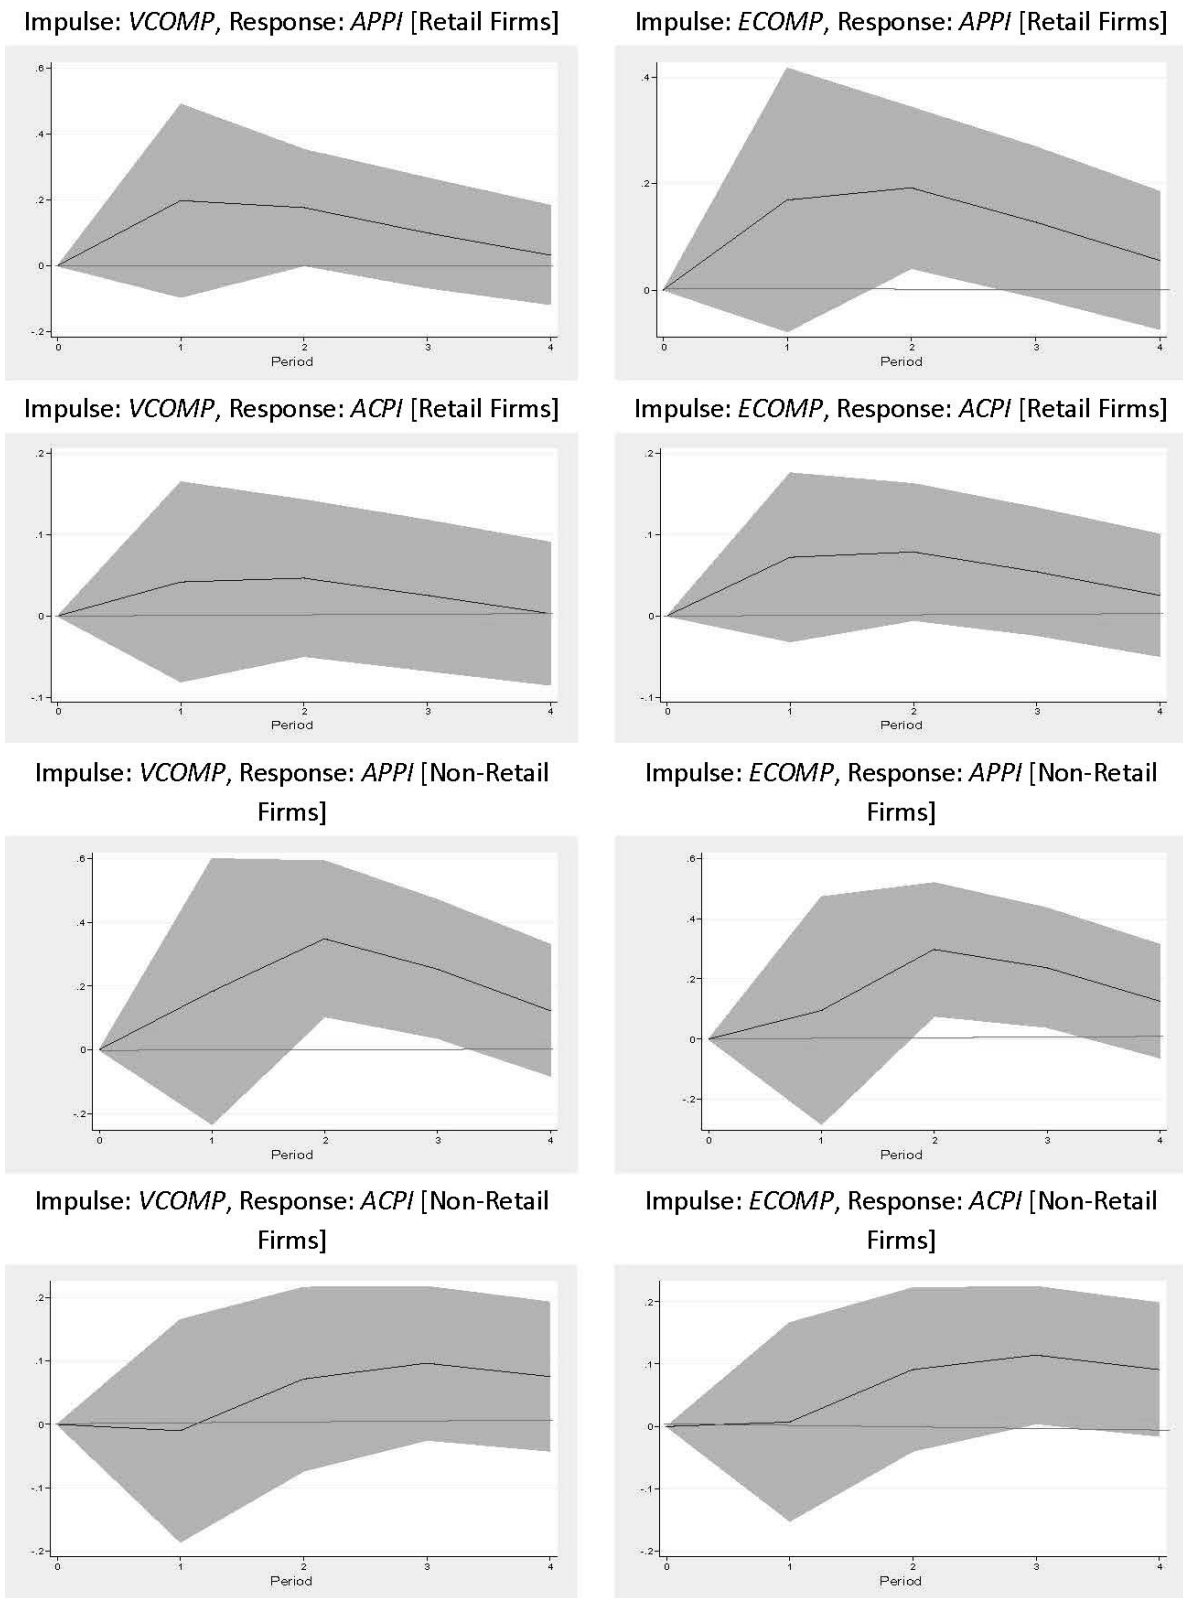 Impulse: VCOMP, Response: APPI [Retail Firms]
.6
.4
.2
0
-.2
0 1 2 3 4
Period
Impulse: ECOMP, Response: APPI [Retail Firms]
.4
.2
0
0 1 2 3 4
Period
Impulse: VCOMP, Response: ACPI [Retail Firms]
.2
.1
0
-.1
0 1 2 3 4
Period
Impulse: ECOMP, Response: ACPI [Retail Firms]
.2
.1
0
-.1
0 1 2 3 4
Period
Impulse: VCOMP, Response: APPI [Non-Retail
Firms]
.6
.4
.2
0
-.2
0 1 2 3 4
Period
Impulse: ECOMP, Response: APPI [Non-Retail
Firms]
.6
.4
.2
0
-.2
0 1 2 3 4
Period
Impulse: VCOMP, Response: ACPI [Non-Retail
Firms]
.2
.1
0
-.1
-.2
0 1 2 3 4
Period
Impulse: ECOMP, Response: ACPI [Non-Retail
Firms]
.2
.1
0
-.1
-.2
0 1 2 3 4
Period